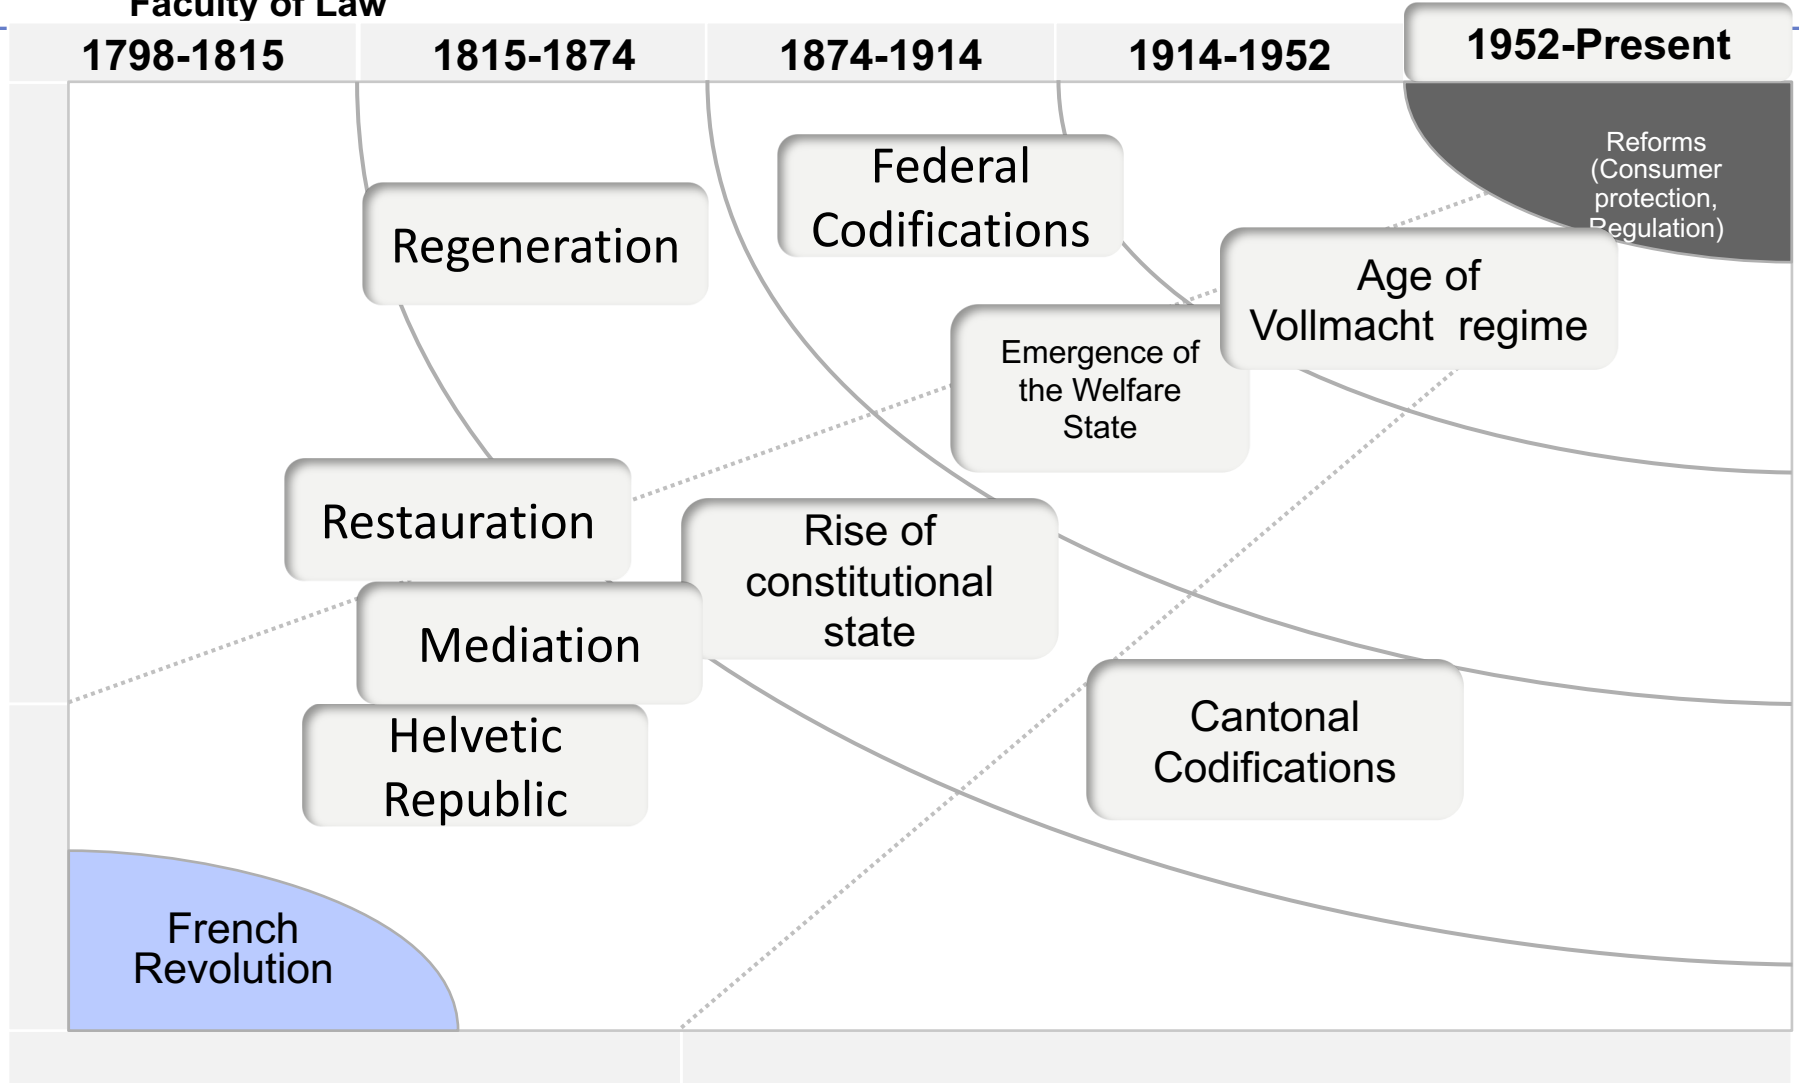 Faculty of Law
1798-1815
1815-1874
1874-1914
1914-1952
1952-Present
Reforms
(Consumer
protection,
Regulation)
Federal
Codifications
Regeneration
Age of
Vollmacht  regime
Emergence of
the Welfare
State
Restauration
Rise of
constitutional
state
Mediation
Cantonal
Codifications
Helvetic
Republic
French
Revolution